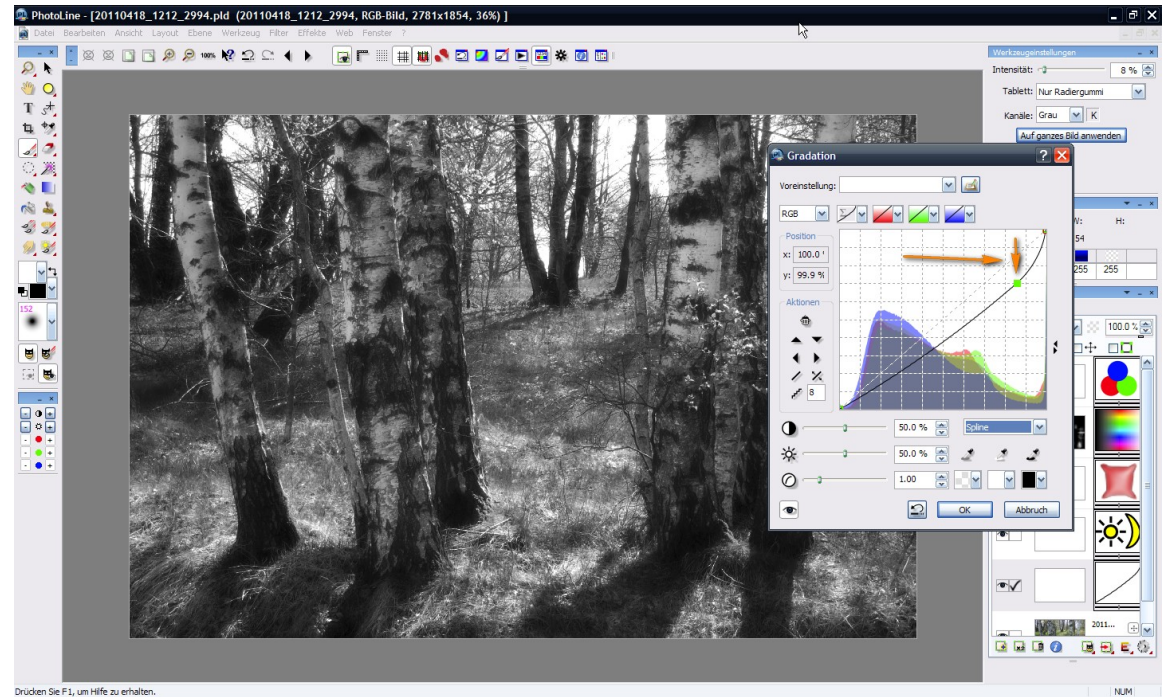 PhotoLine - [20110418_1212_2994.pld (20110418_1212_2994, RGB-Bild, 2781x1854, 36%) ]
Datei Bearbeiten Ansicht Layout Ebene Werkzeug Filter Effekte Web Fenster ?
100%
Werkzeugeinstellungen
Intensität: 8 %
Tablett: Nur Radiergummi
Kanäle: Grau K
Auf ganzes Bild anwenden
Gradation
Voreinstellung:
RGB
Position
x: 100.0
y: 99.9 %
Aktionen
8
50.0 % Spline
50.0 %
1.00
OK Abbruch
H:
54
255 255
100.0 %
2011...
152
Drücken Sie F1, um Hilfe zu erhalten.
NUM